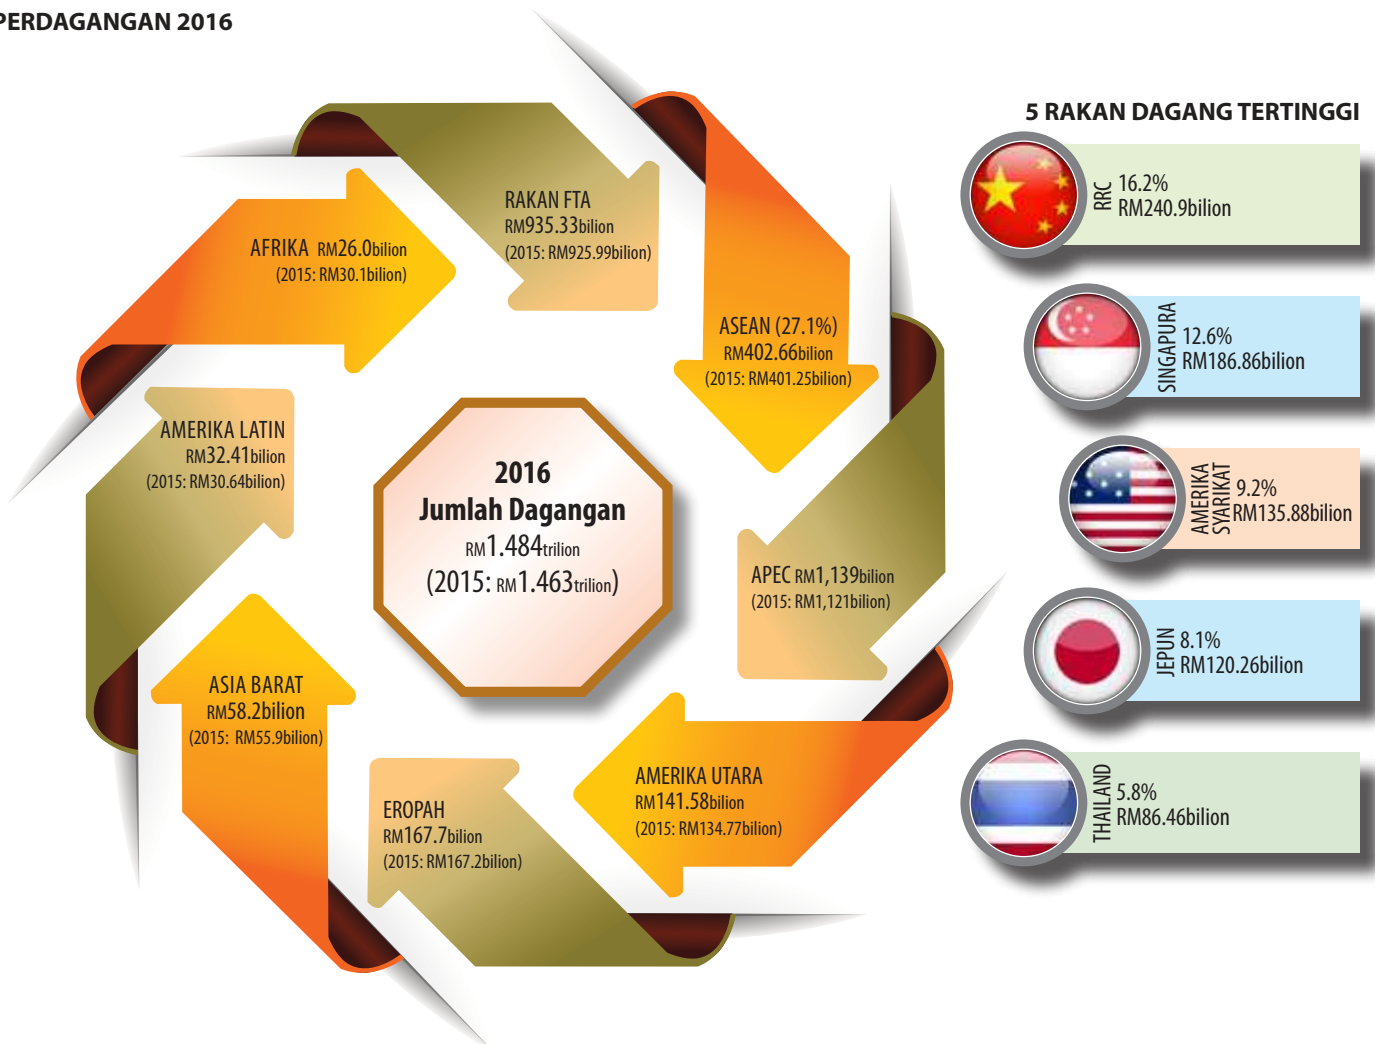 PERDAGANGAN 2016
RAKAN FTA
RM935.33bilion
(2015: RM925.99bilion)
ASEAN (27.1%)
RM402.66bilion
(2015: RM401.25bilion)
APEC RM1,139bilion
(2015: RM1,121bilion)
AMERIKA UTARA
RM141.58bilion
(2015: RM134.77bilion)
EROPAH
RM167.7bilion
(2015: RM167.2bilion)
ASIA BARAT
RM58.2bilion
(2015: RM55.9bilion)
AMERIKA LATIN
RM32.41bilion
(2015: RM30.64bilion)
AFRIKA RM26.0bilion
(2015: RM30.1bilion)
2016
Jumlah Dagangan
RM1.484trilion
(2015: RM1.463trilion)
5 RAKAN DAGANG TERTINGGI
RRC
16.2%
RM240.9bilion
SINGAPURA
12.6%
RM186.86bilion
AMERIKA
SYARIKAT
9.2%
RM135.88bilion
JEPUN
8.1%
RM120.26bilion
THAILAND
5.8%
RM86.46bilion